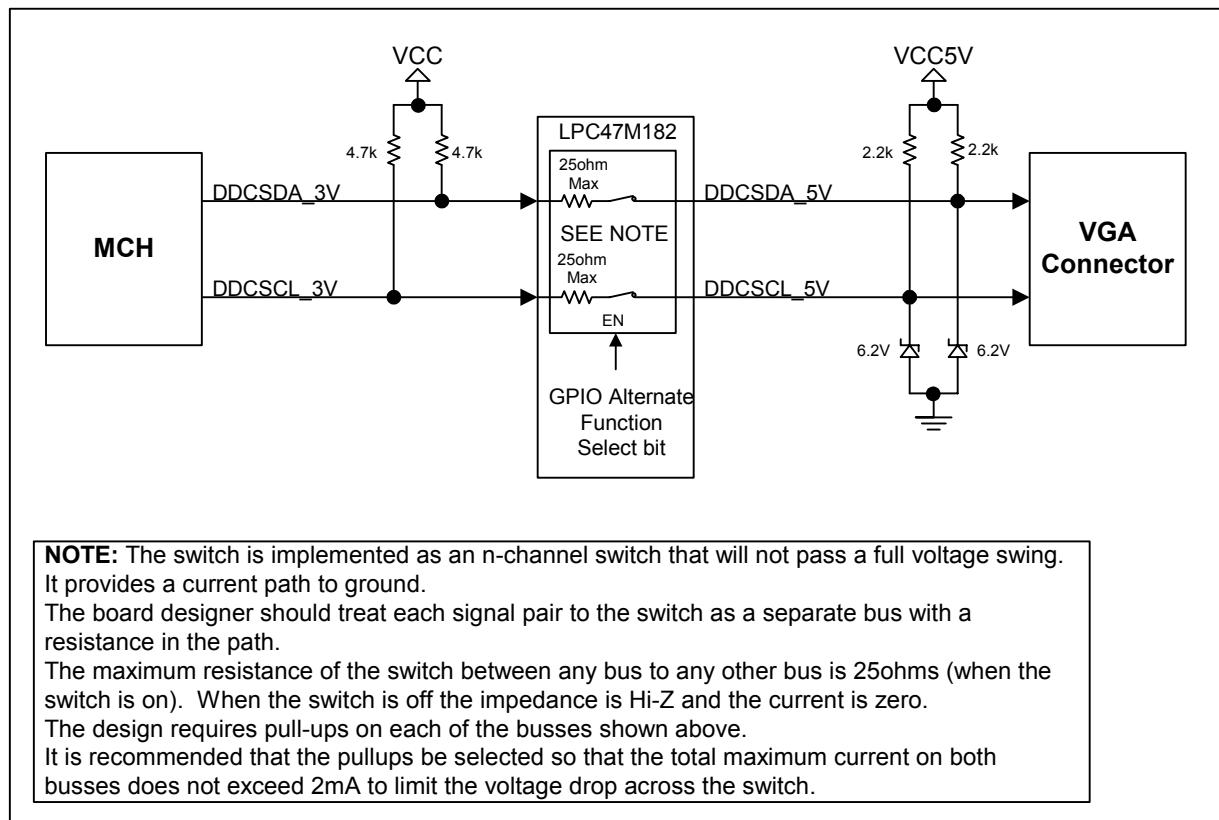 VCC
VCC5V
LPC47M182
4.7k
4.7k
25ohm
Max
2.2k
2.2k
DDCSDA_3V
DDCSDA_5V
MCH
SEE NOTE
VGA
Connector
25ohm
Max
DDCSCL_3V
DDCSCL_5V
EN
6.2V
6.2V
GPIO Alternate
Function
Select bit
NOTE: The switch is implemented as an n-channel switch that will not pass a full voltage swing.
It provides a current path to ground.
The board designer should treat each signal pair to the switch as a separate bus with a
resistance in the path.
The maximum resistance of the switch between any bus to any other bus is 25ohms (when the
switch is on). When the switch is off the impedance is Hi-Z and the current is zero.
The design requires pull-ups on each of the busses shown above.
It is recommended that the pullups be selected so that the total maximum current on both
busses does not exceed 2mA to limit the voltage drop across the switch.